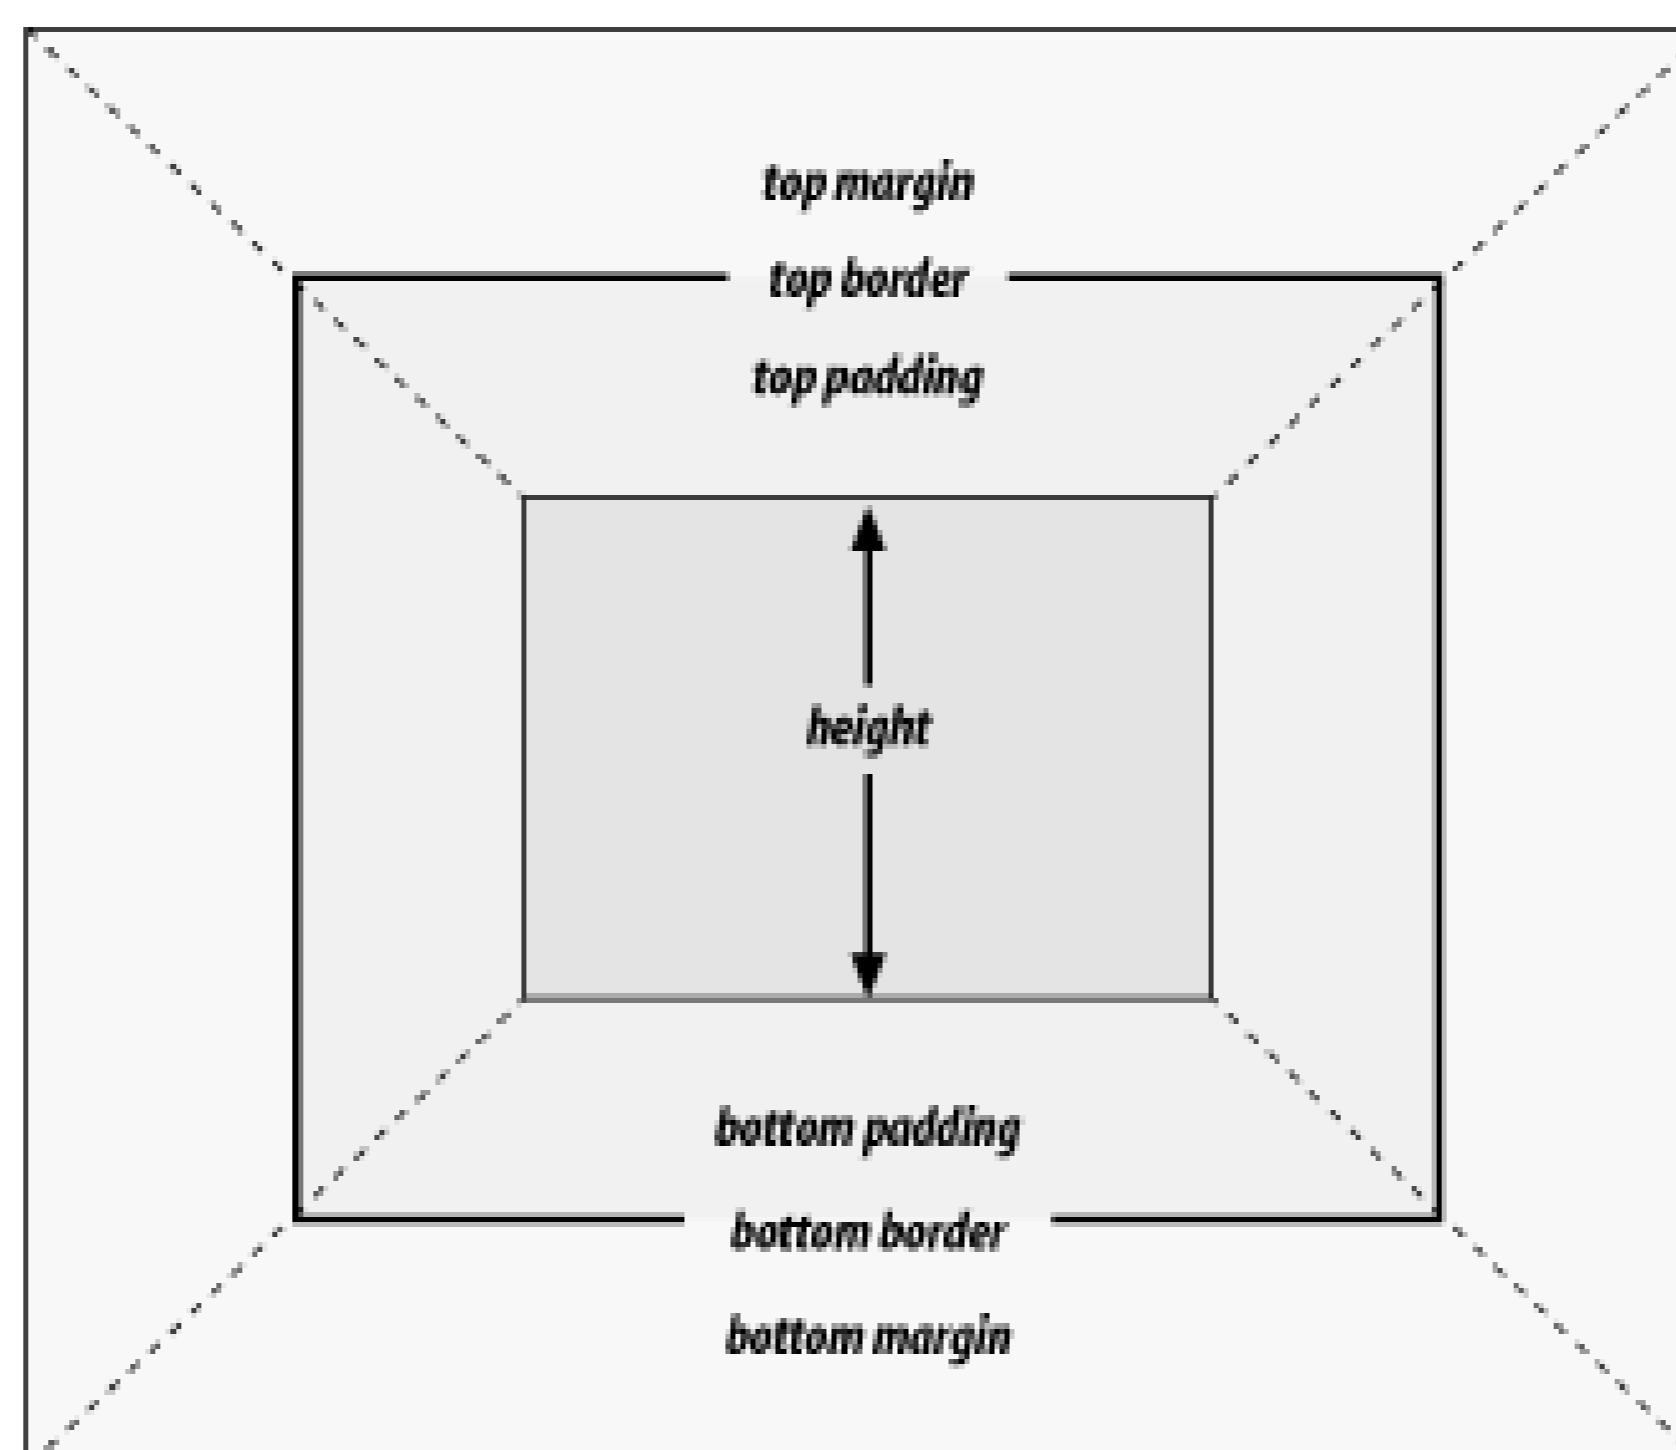 top margin
top border
top padding
height
bottom padding
bottom border
bottom margin